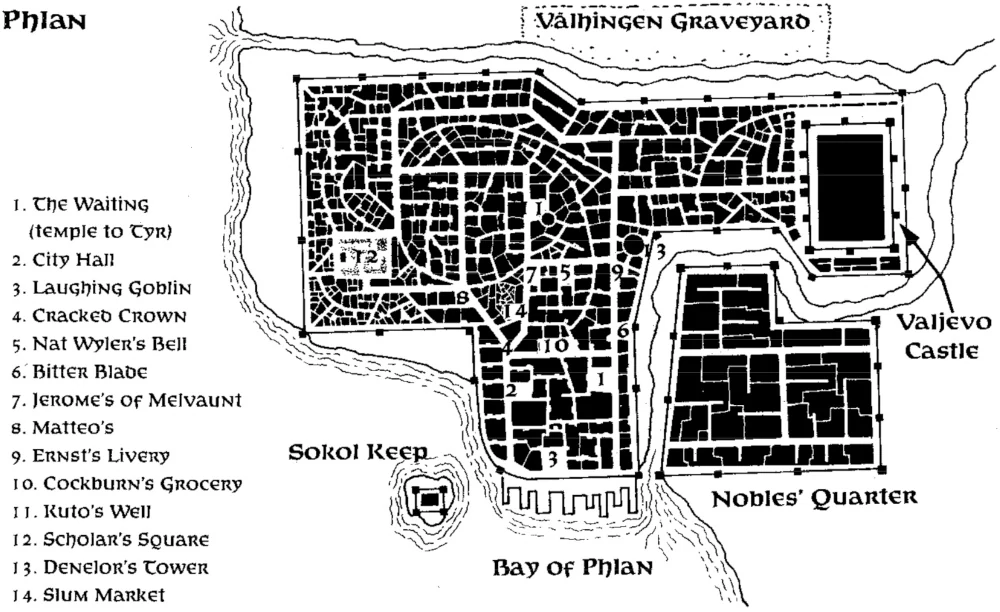 Phlan
Valhingen Graveyard
1. The Waiting
(temple to Tyr)
2. City Hall
3. Laughing Goblin
4. Cracked Crown
5. Nat Wyler's Bell
6. Bitter Blade
7. Jerome's of Melvaunt
8. Matteo's
9. Ernst's Livery
10. Cockburn's Grocery
11. Kuto's Well
12. Scholar's Square
13. Denelor's Tower
14. Slum Market
1
12
7 5 9 3
8
14
4 10
6
2
1
3
Valjevo
Castle
Sokol Keep
Nobles' Quarter
Bay of Phlan